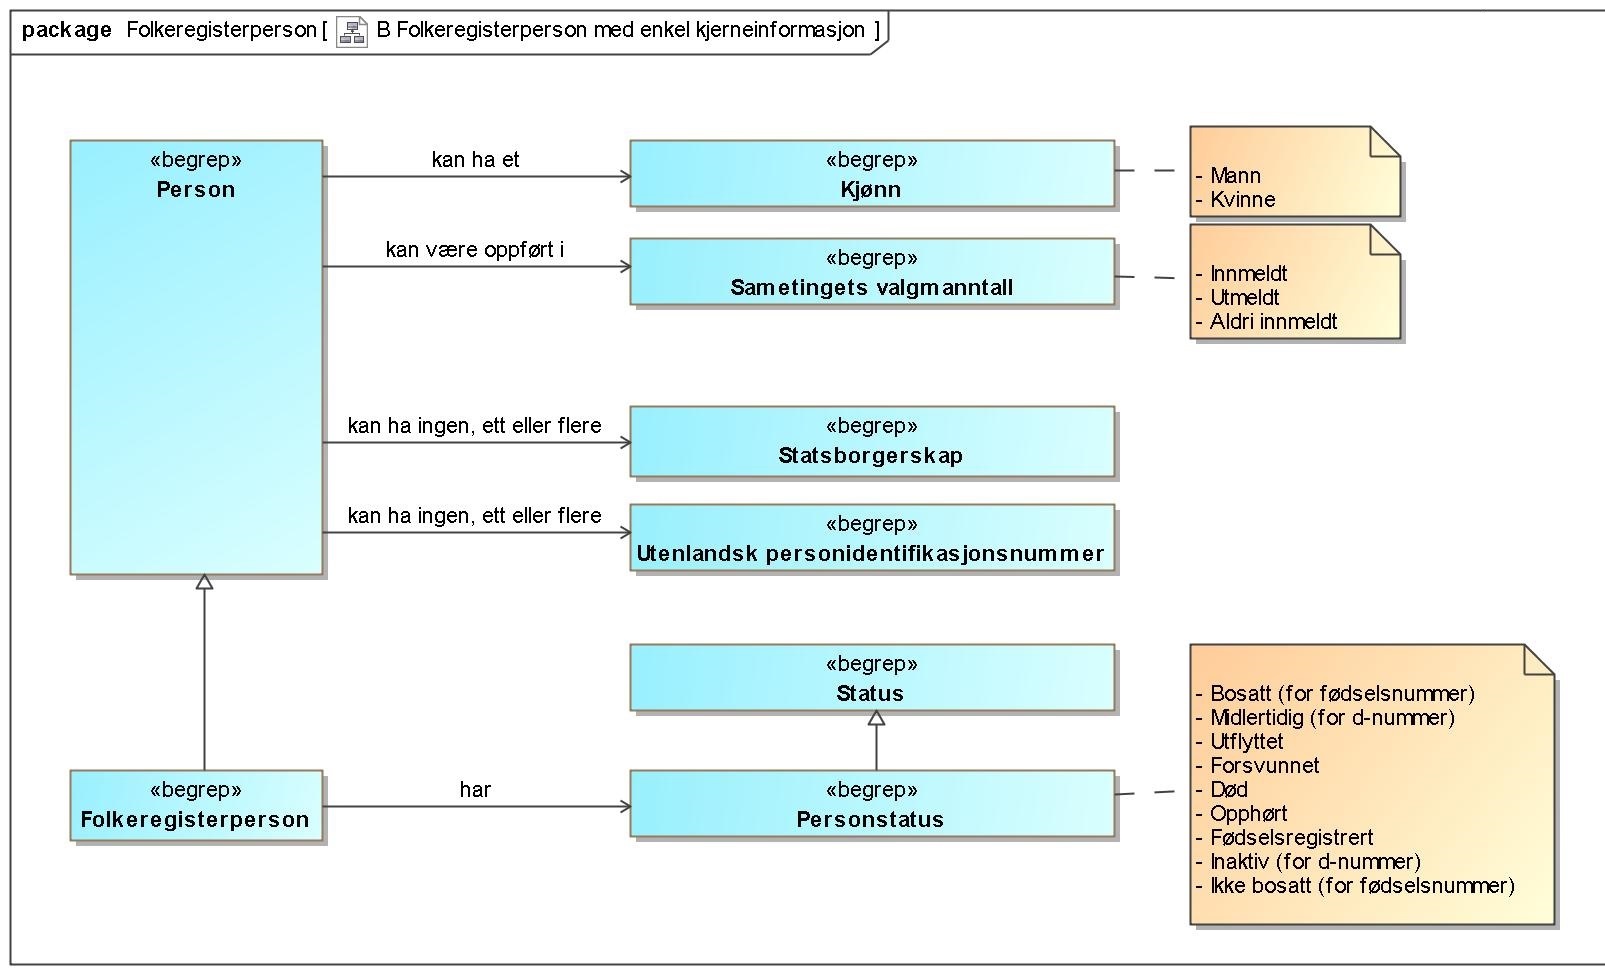 package Folkeregisterperson [ B Folkeregisterperson med enkel kjerneinformasjon ]
«begrep»
Person
kan ha et
«begrep»
Kjønn
- Mann
- Kvinne
kan være oppført i
«begrep»
Sametingets valgmanntall
- Innmeldt
- Utmeldt
- Aldri innmeldt
kan ha ingen, ett eller flere
«begrep»
Statsborgerskap
kan ha ingen, ett eller flere
«begrep»
Utenlandsk personidentifikasjonsnummer
«begrep»
Status
«begrep»
Folkeregisterperson
har
«begrep»
Personstatus
- Bosatt (for fødselsnummer)
- Midlertidig (for d-nummer)
- Utflyttet
- Forsvunnet
- Død
- Opphørt
- Fødselsregistrert
- Inaktiv (for d-nummer)
- Ikke bosatt (for fødselsnummer)